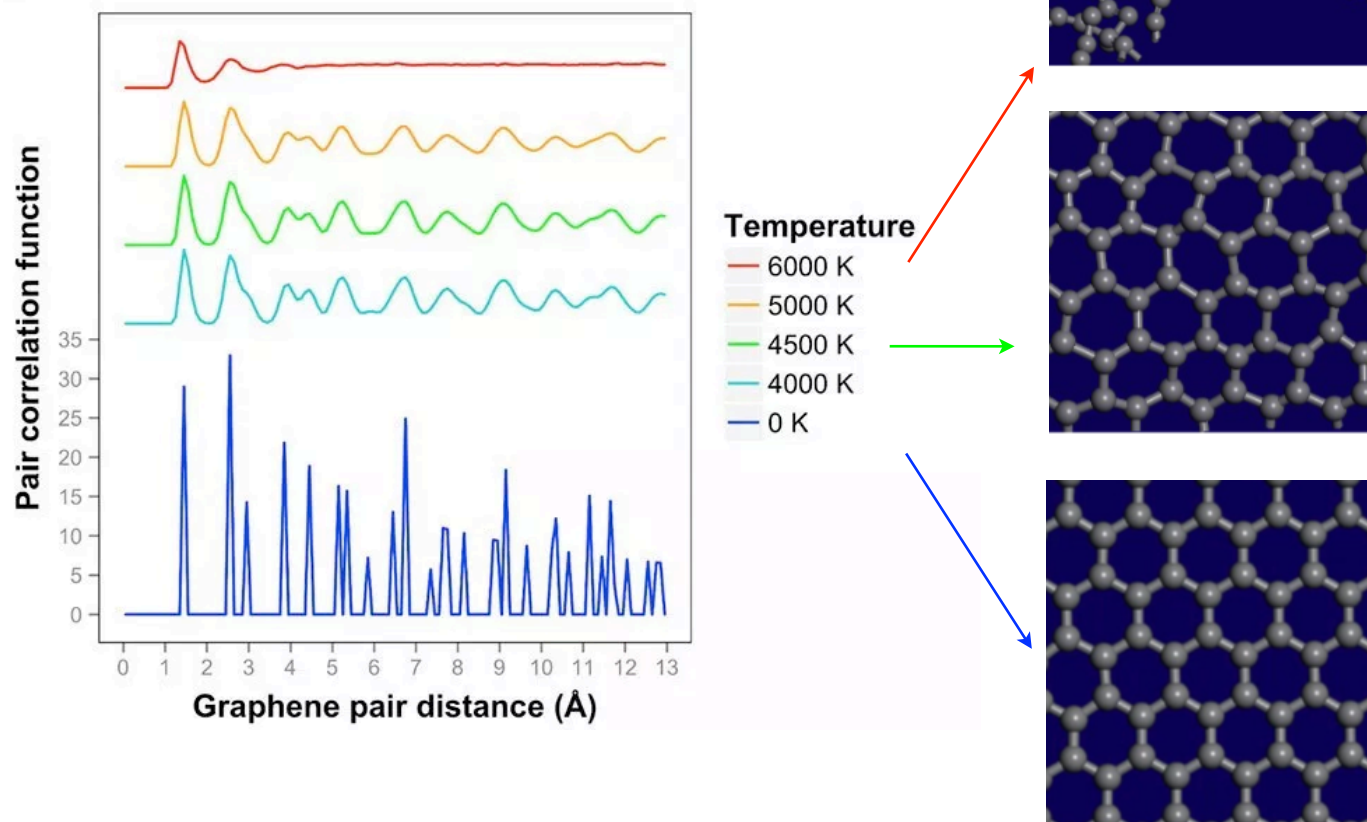 Pair correlation function
35
30
25
20
15
10
5
0
0 1 2 3 4 5 6 7 8 9 10 11 12 13
Graphene pair distance (Å)
Temperature
6000 K
5000 K
4500 K
4000 K
0 K